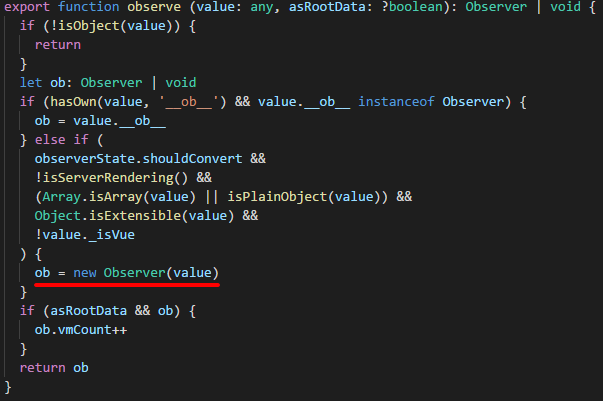 export function observe (value: any, asRootData: ?boolean): Observer | void {
  if (!isObject(value)) {
    return
  }
  let ob: Observer | void
  if (hasOwn(value, '__ob__') && value.__ob__ instanceof Observer) {
    ob = value.__ob__
  } else if (
    observerState.shouldConvert &&
    !isServerRendering() &&
    (Array.isArray(value) || isPlainObject(value)) &&
    Object.isExtensible(value) &&
    !value._isVue
  ) {
    ob = new Observer(value)
  }
  if (asRootData && ob) {
    ob.vmCount++
  }
  return ob
}